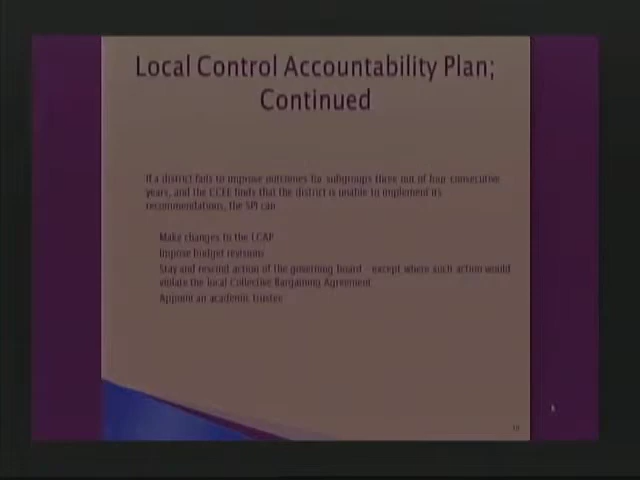 Local Control Accountability Plan;
Continued
If a district fails to improve outcomes for subgroups three out of four consecutive
years, and the CCEE finds that the district is unable to implement its
recommendations, the SPI can
Make changes to the LCAP
Impose budget revisions
Stay and rescind action of the governing board - except where such action would
violate the local Collective Bargaining Agreement
Appoint an academic trustee